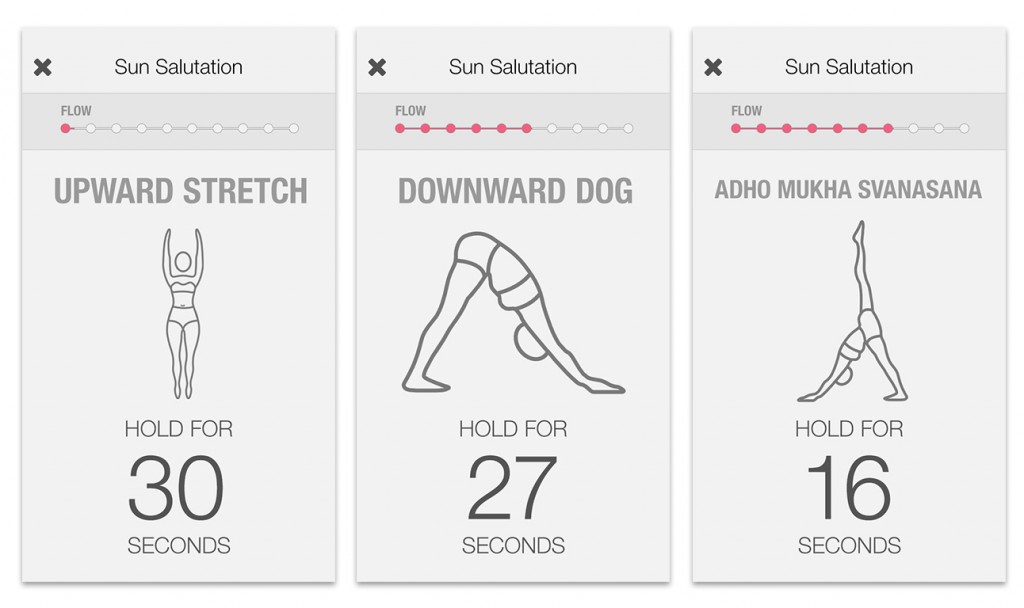 Sun Salutation
FLOW
UPWARD STRETCH
HOLD FOR
30
SECONDS
Sun Salutation
FLOW
DOWNWARD DOG
HOLD FOR
27
SECONDS
Sun Salutation
FLOW
ADHO MUKHA SVANASANA
HOLD FOR
16
SECONDS